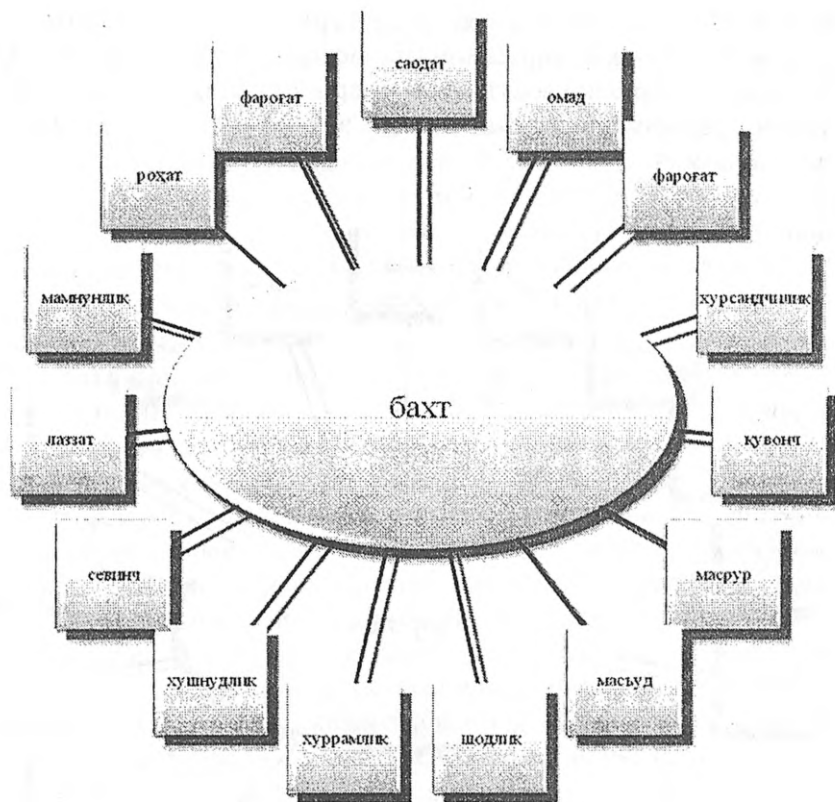 саодат
фароғат
омад
роҳат
фароғат
мамнунлик
хурсандчилик
бахт
лаззат
қувонч
севинч
масрур
хушнудлик
масъуд
хуррамлик
шодлик